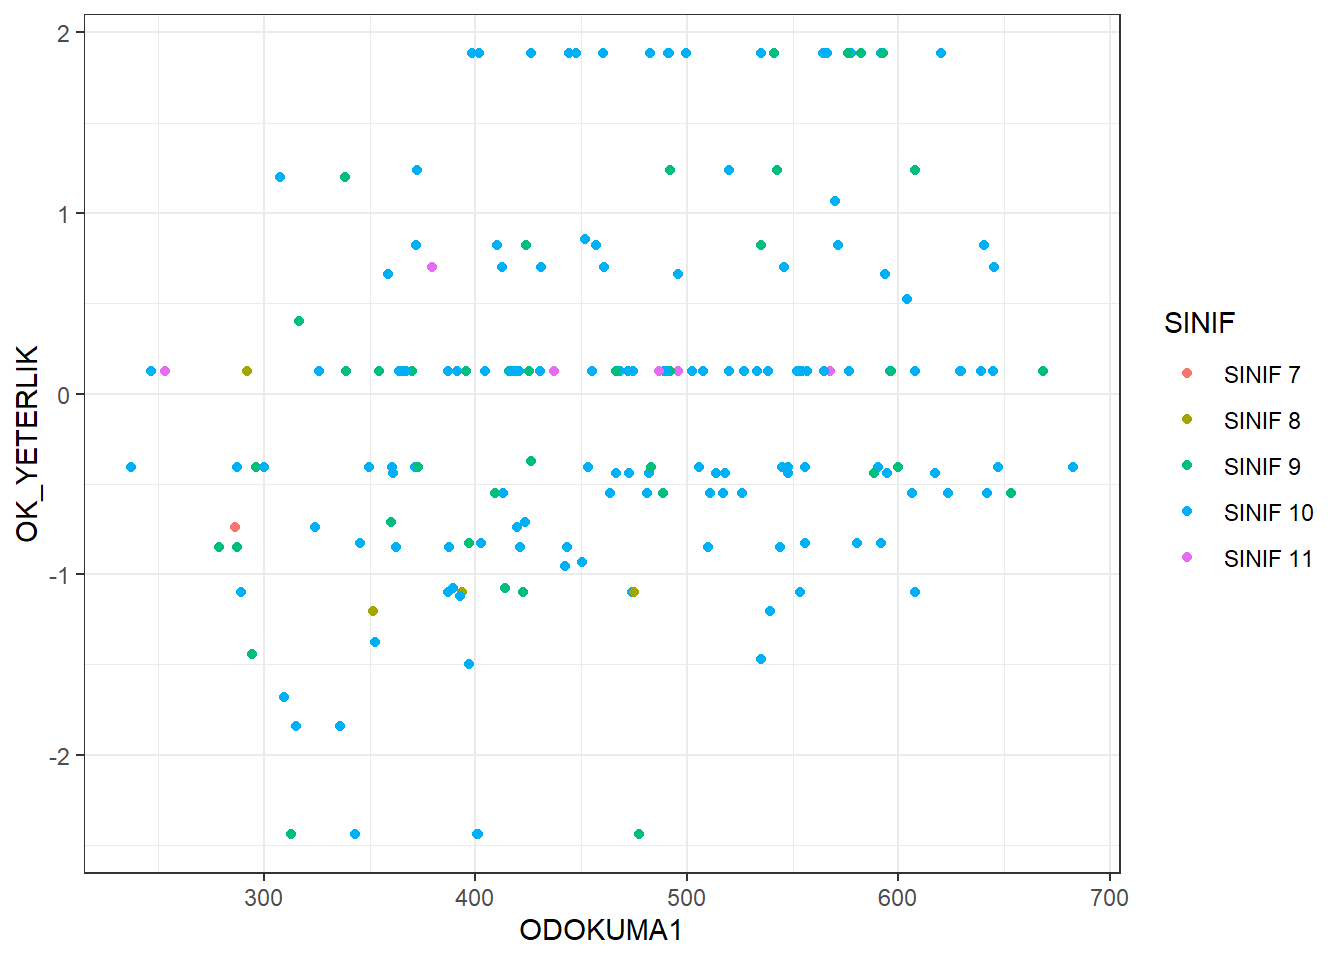 2
1
0
-1
-2
OK_YETERLIK
300
400
500
600
700
ODOKUMA1
SINIF
SINIF 7
SINIF 8
SINIF 9
SINIF 10
SINIF 11